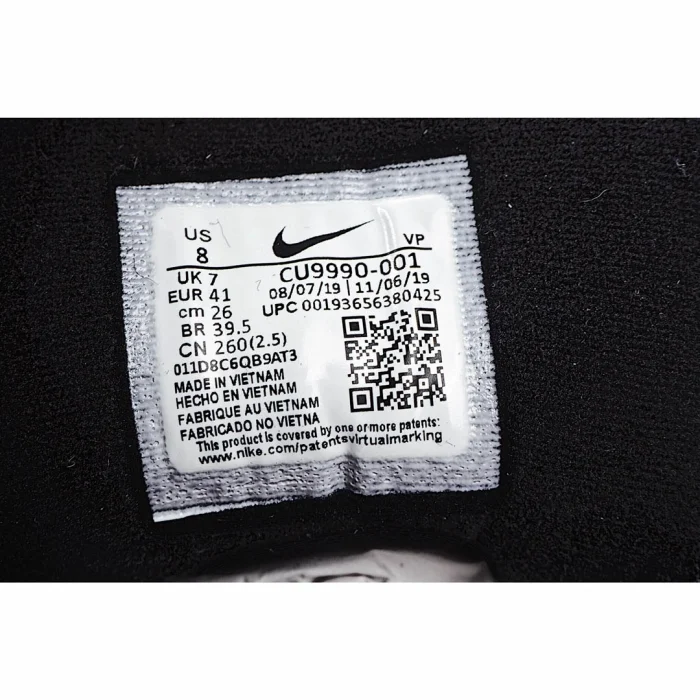 US
8
VP
UK 7
EUR 41
cm 26
BR 39.5
CN 260(2.5)
CU9990-001
08/07/19 | 11/06/19
UPC 00193656380425
011D8C6QB9AT3
MADE IN VIETNAM
HECHO EN VIETNAM
FABRIQUE AU VIETNAM
FABRICADO NO VIETNA
This product is covered by one or more patents:
www.nike.com/patentsvirtualmarking